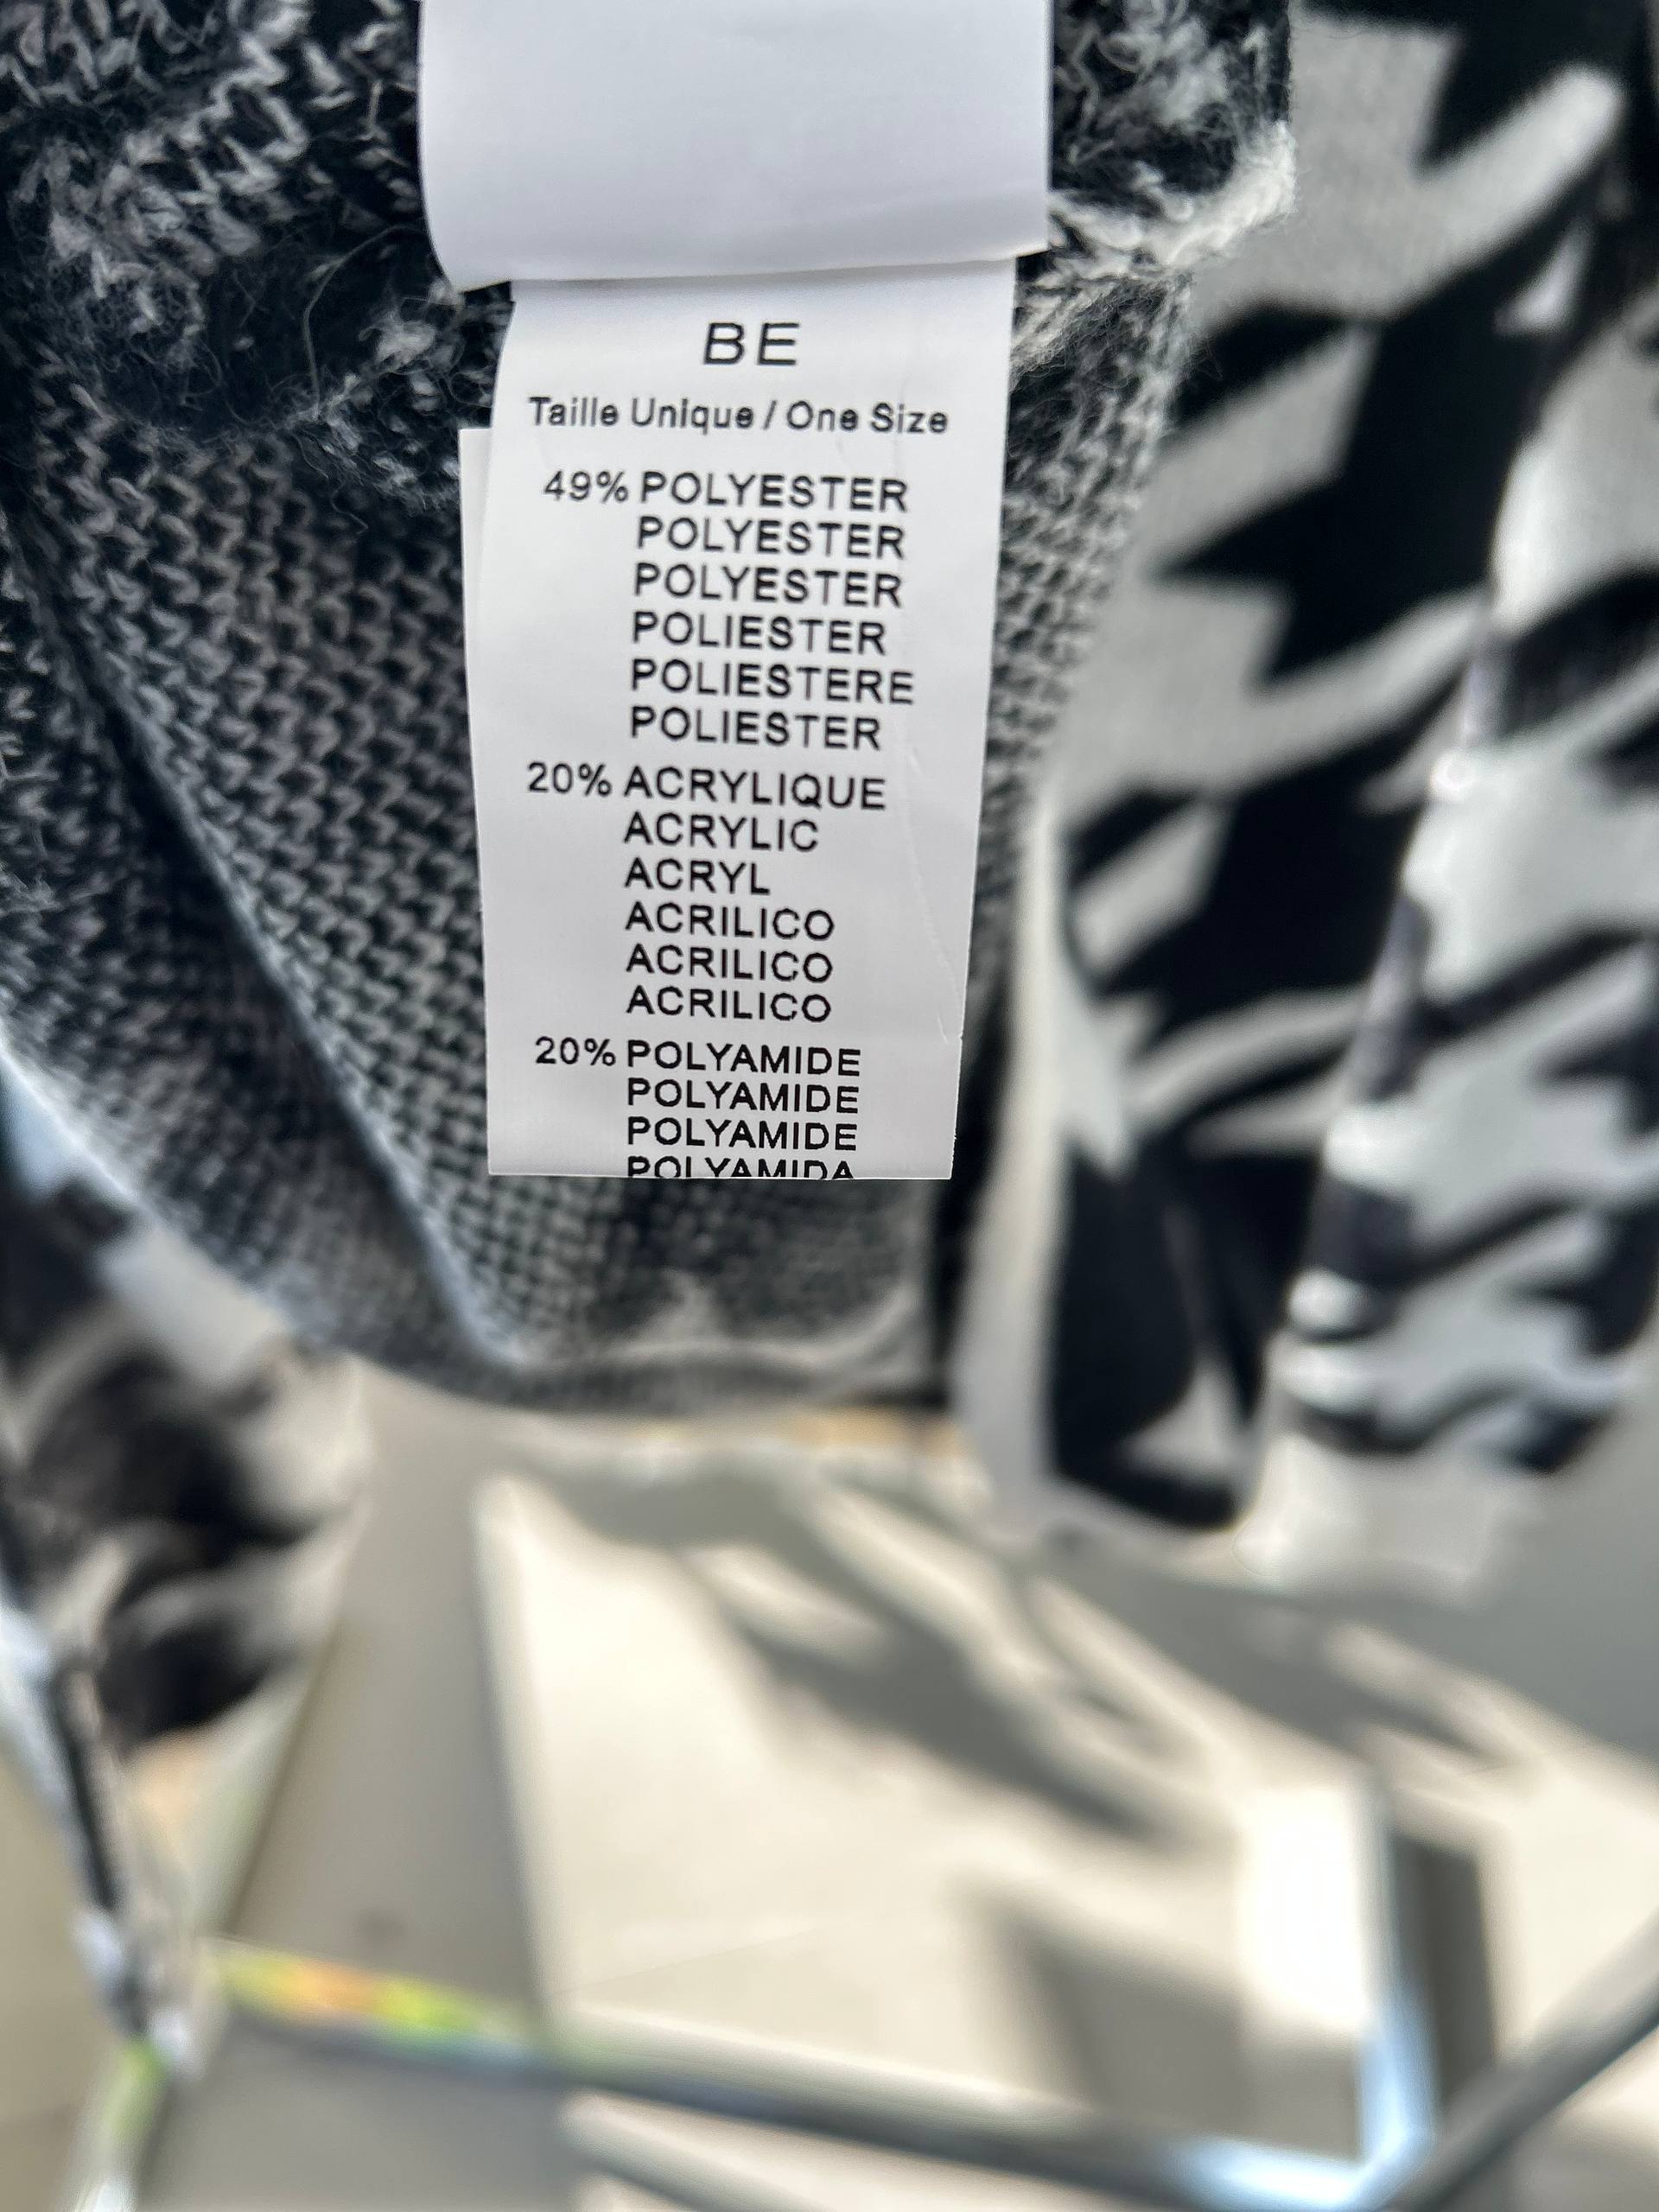 BE
Taille Unique / One Size
49% POLYESTER
POLYESTER
POLYESTER
POLIESTER
POLIESTERE
POLIESTER
20% ACRYLIQUE
ACRYLIC
ACRYL
ACRILICO
ACRILICO
ACRILICO
20% POLYAMIDE
POLYAMIDE
POLYAMIDE
POLYAMIDA